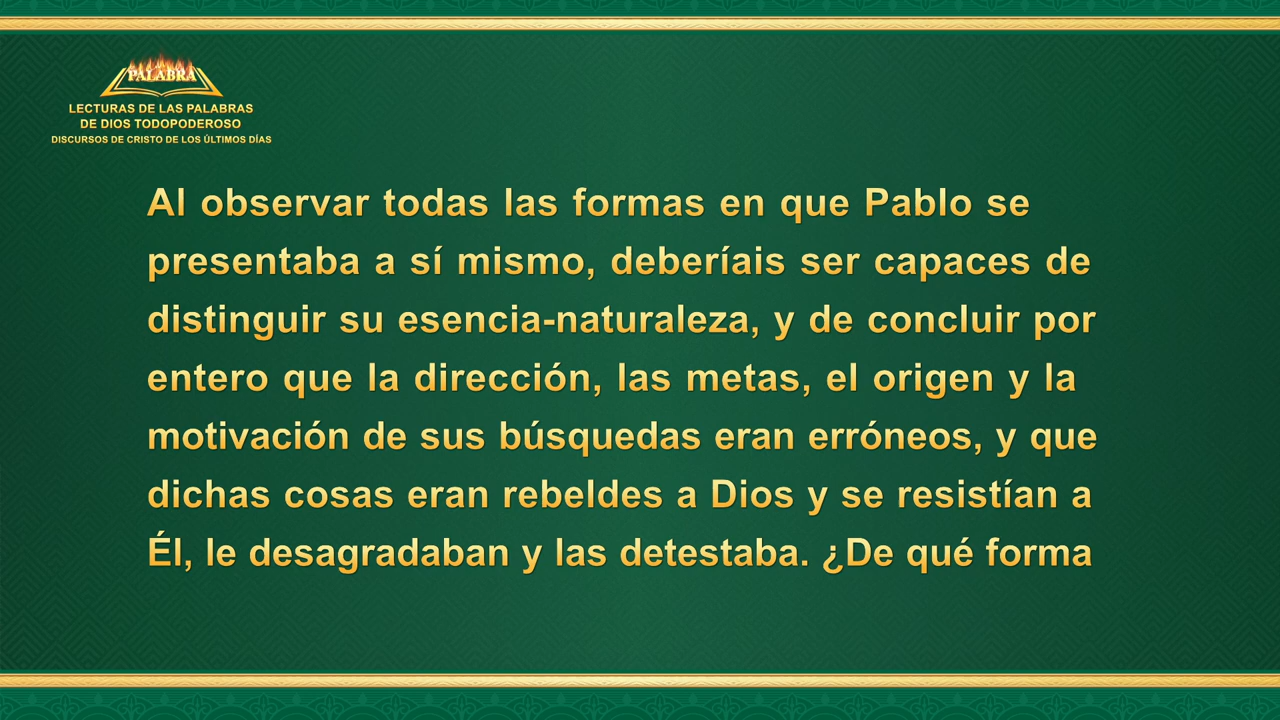 PALABRA
LECTURAS DE LAS PALABRAS
DE DIOS TODOPODEROSO
DISCURSOS DE CRISTO DE LOS ÚLTIMOS DÍAS
Al observar todas las formas en que Pablo se
presentaba a sí mismo, deberíais ser capaces de
distinguir su esencia-naturaleza, y de concluir por
entero que la dirección, las metas, el origen y la
motivación de sus búsquedas eran erróneos, y que
dichas cosas eran rebeldes a Dios y se resistían a
Él, le desagradaban y las detestaba. ¿De qué forma